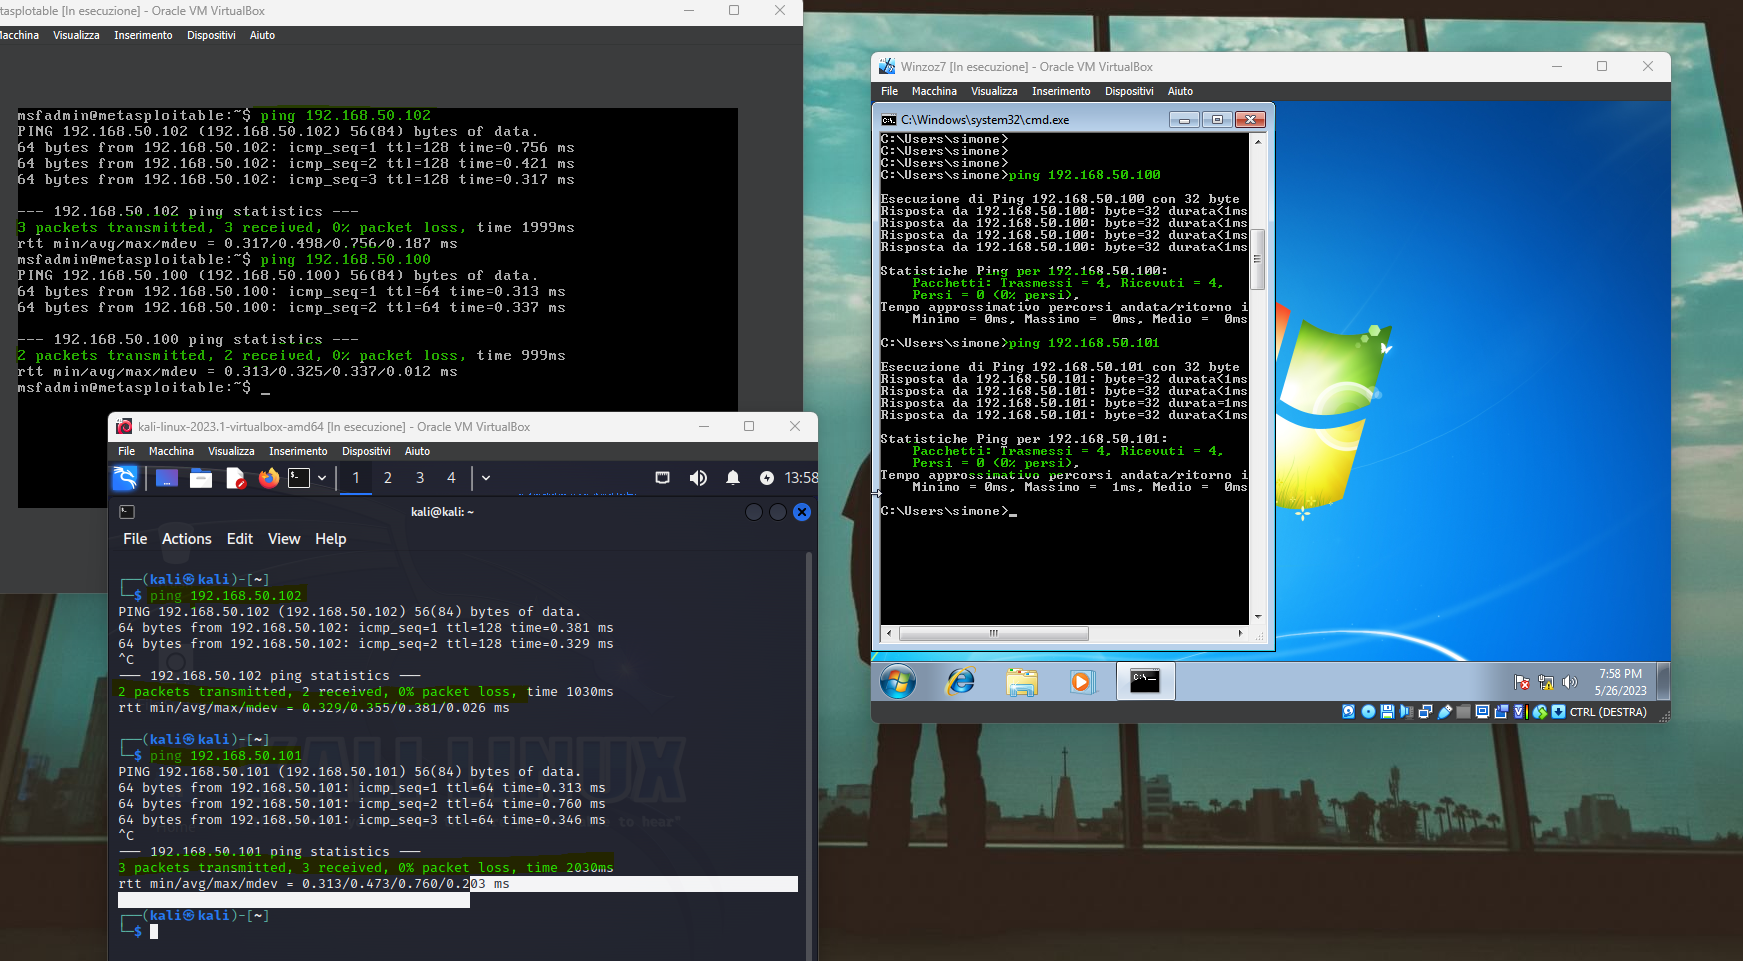 tasplotable [In esecuzione] - Oracle VM VirtualBox
Macchina Visualizza Inserimento Dispositivi Aiuto
msfadmin@metasploitable:~$ ping 192.168.50.102
PING 192.168.50.102 (192.168.50.102) 56(84) bytes of data.
64 bytes from 192.168.50.102: icmp_seq=1 ttl=128 time=0.756 ms
64 bytes from 192.168.50.102: icmp_seq=2 ttl=128 time=0.421 ms
64 bytes from 192.168.50.102: icmp_seq=3 ttl=128 time=0.317 ms
--- 192.168.50.102 ping statistics ---
3 packets transmitted, 3 received, 0% packet loss, time 1999ms
rtt min/avg/max/mdev = 0.317/0.498/0.756/0.187 ms
msfadmin@metasploitable:~$ ping 192.168.50.100
PING 192.168.50.100 (192.168.50.100) 56(84) bytes of data.
64 bytes from 192.168.50.100: icmp_seq=1 ttl=64 time=0.313 ms
64 bytes from 192.168.50.100: icmp_seq=2 ttl=64 time=0.337 ms
--- 192.168.50.100 ping statistics ---
2 packets transmitted, 2 received, 0% packet loss, time 999ms
rtt min/avg/max/mdev = 0.313/0.325/0.337/0.012 ms
msfadmin@metasploitable:~$ _
kali-linux-2023.1-virtualbox-amd64 [In esecuzione] - Oracle VM VirtualBox
File Macchina Visualizza Inserimento Dispositivi Aiuto
1 2 3 4 13:58
kali@kali: ~
File Actions Edit View Help
┌──(kali㉿kali)-[~]
└─$ ping 192.168.50.102
PING 192.168.50.102 (192.168.50.102) 56(84) bytes of data.
64 bytes from 192.168.50.102: icmp_seq=1 ttl=128 time=0.381 ms
64 bytes from 192.168.50.102: icmp_seq=2 ttl=128 time=0.329 ms
^C
--- 192.168.50.102 ping statistics ---
2 packets transmitted, 2 received, 0% packet loss, time 1030ms
rtt min/avg/max/mdev = 0.329/0.355/0.381/0.026 ms
┌──(kali㉿kali)-[~]
└─$ ping 192.168.50.101
PING 192.168.50.101 (192.168.50.101) 56(84) bytes of data.
64 bytes from 192.168.50.101: icmp_seq=1 ttl=64 time=0.313 ms
64 bytes from 192.168.50.101: icmp_seq=2 ttl=64 time=0.760 ms
64 bytes from 192.168.50.101: icmp_seq=3 ttl=64 time=0.346 ms
^C
--- 192.168.50.101 ping statistics ---
3 packets transmitted, 3 received, 0% packet loss, time 2030ms
rtt min/avg/max/mdev = 0.313/0.473/0.760/0.203 ms
┌──(kali㉿kali)-[~]
└─$
Winzoz7 [In esecuzione] - Oracle VM VirtualBox
File Macchina Visualizza Inserimento Dispositivi Aiuto
C:\Windows\system32\cmd.exe
C:\Users\simone>
C:\Users\simone>
C:\Users\simone>
C:\Users\simone>ping 192.168.50.100
Esecuzione di Ping 192.168.50.100 con 32 byte
Risposta da 192.168.50.100: byte=32 durata<1ms
Risposta da 192.168.50.100: byte=32 durata<1ms
Risposta da 192.168.50.100: byte=32 durata<1ms
Risposta da 192.168.50.100: byte=32 durata<1ms
Statistiche Ping per 192.168.50.100:
Pacchetti: Trasmessi = 4, Ricevuti = 4,
Persi = 0 (0% persi),
Tempo approssimativo percorsi andata/ritorno i
Minimo = 0ms, Massimo = 0ms, Medio = 0ms
C:\Users\simone>ping 192.168.50.101
Esecuzione di Ping 192.168.50.101 con 32 byte
Risposta da 192.168.50.101: byte=32 durata<1ms
Risposta da 192.168.50.101: byte=32 durata<1ms
Risposta da 192.168.50.101: byte=32 durata=1ms
Risposta da 192.168.50.101: byte=32 durata<1ms
Statistiche Ping per 192.168.50.101:
Pacchetti: Trasmessi = 4, Ricevuti = 4,
Persi = 0 (0% persi),
Tempo approssimativo percorsi andata/ritorno i
Minimo = 0ms, Massimo = 1ms, Medio = 0ms
C:\Users\simone>_
7:58 PM
5/26/2023
CTRL (DESTRA)